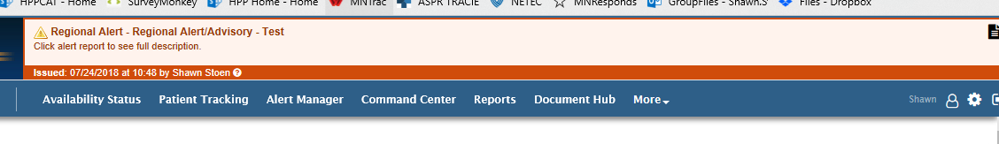 HPPCAT - Home SurveyMonkey HPP Home - Home MNTrac ASPR TRACIE NETEC MNResponds GroupFiles - Shawn.S Files - Dropbox
Regional Alert - Regional Alert/Advisory - Test
Click alert report to see full description.
Issued: 07/24/2018 at 10:48 by Shawn Stoen
Availability Status Patient Tracking Alert Manager Command Center Reports Document Hub More Shawn